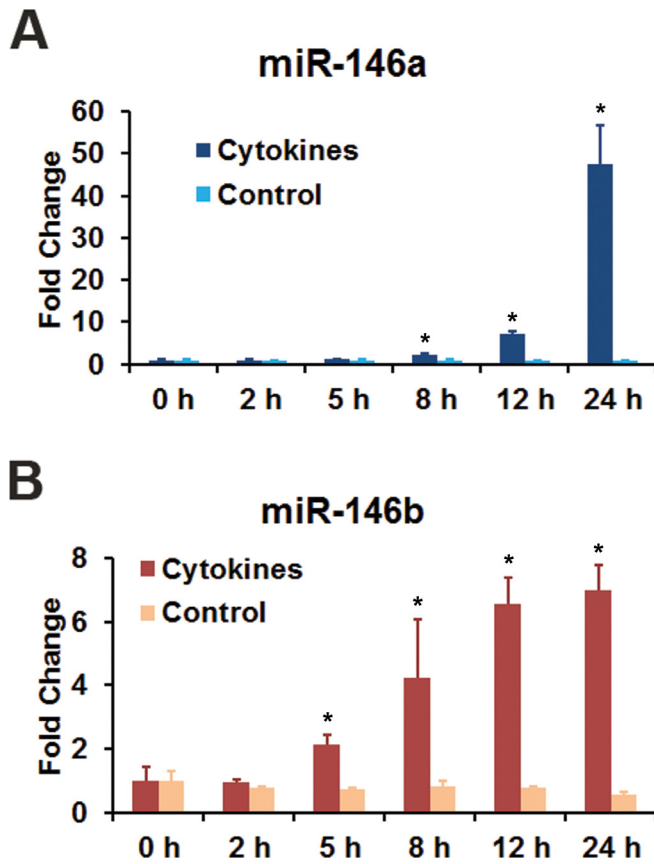 A
miR-146a
Fold Change
60
50
40
30
20
10
0
Cytokines
Control
*
*
*
0 h 2 h 5 h 8 h 12 h 24 h
B
miR-146b
Fold Change
8
6
4
2
0
Cytokines
Control
*
*
*
*
0 h 2 h 5 h 8 h 12 h 24 h